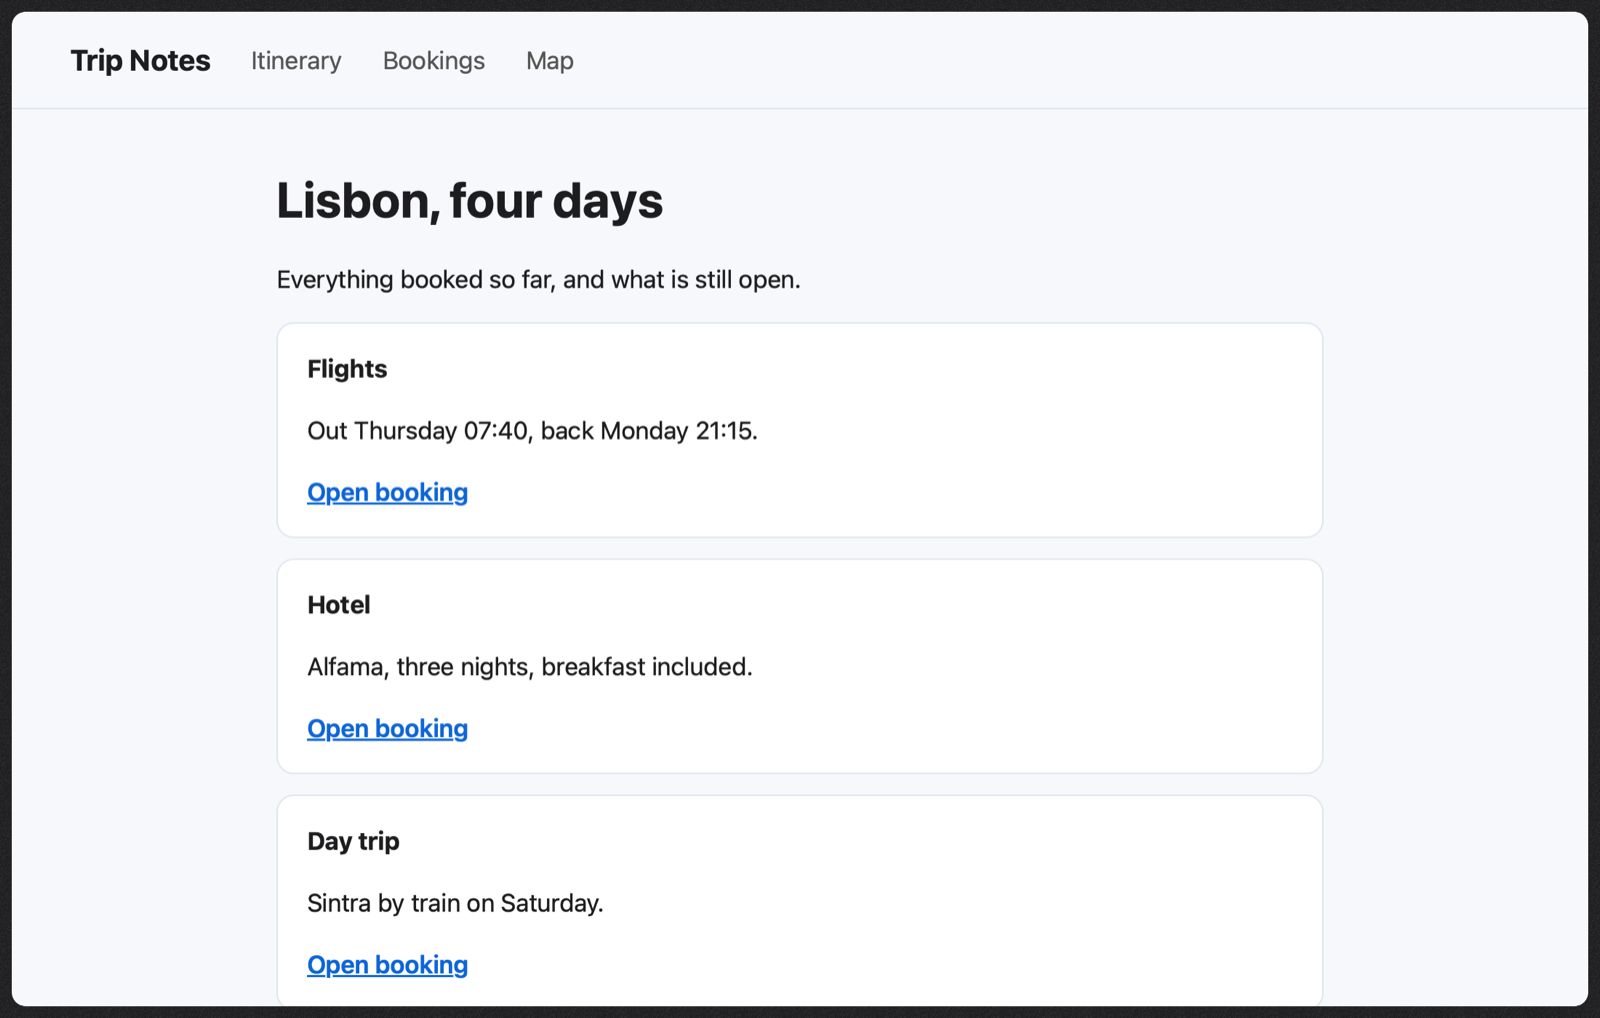 Trip Notes Itinerary Bookings Map
Lisbon, four days
Everything booked so far, and what is still open.
Flights
Out Thursday 07:40, back Monday 21:15.
Open booking
Hotel
Alfama, three nights, breakfast included.
Open booking
Day trip
Sintra by train on Saturday.
Open booking